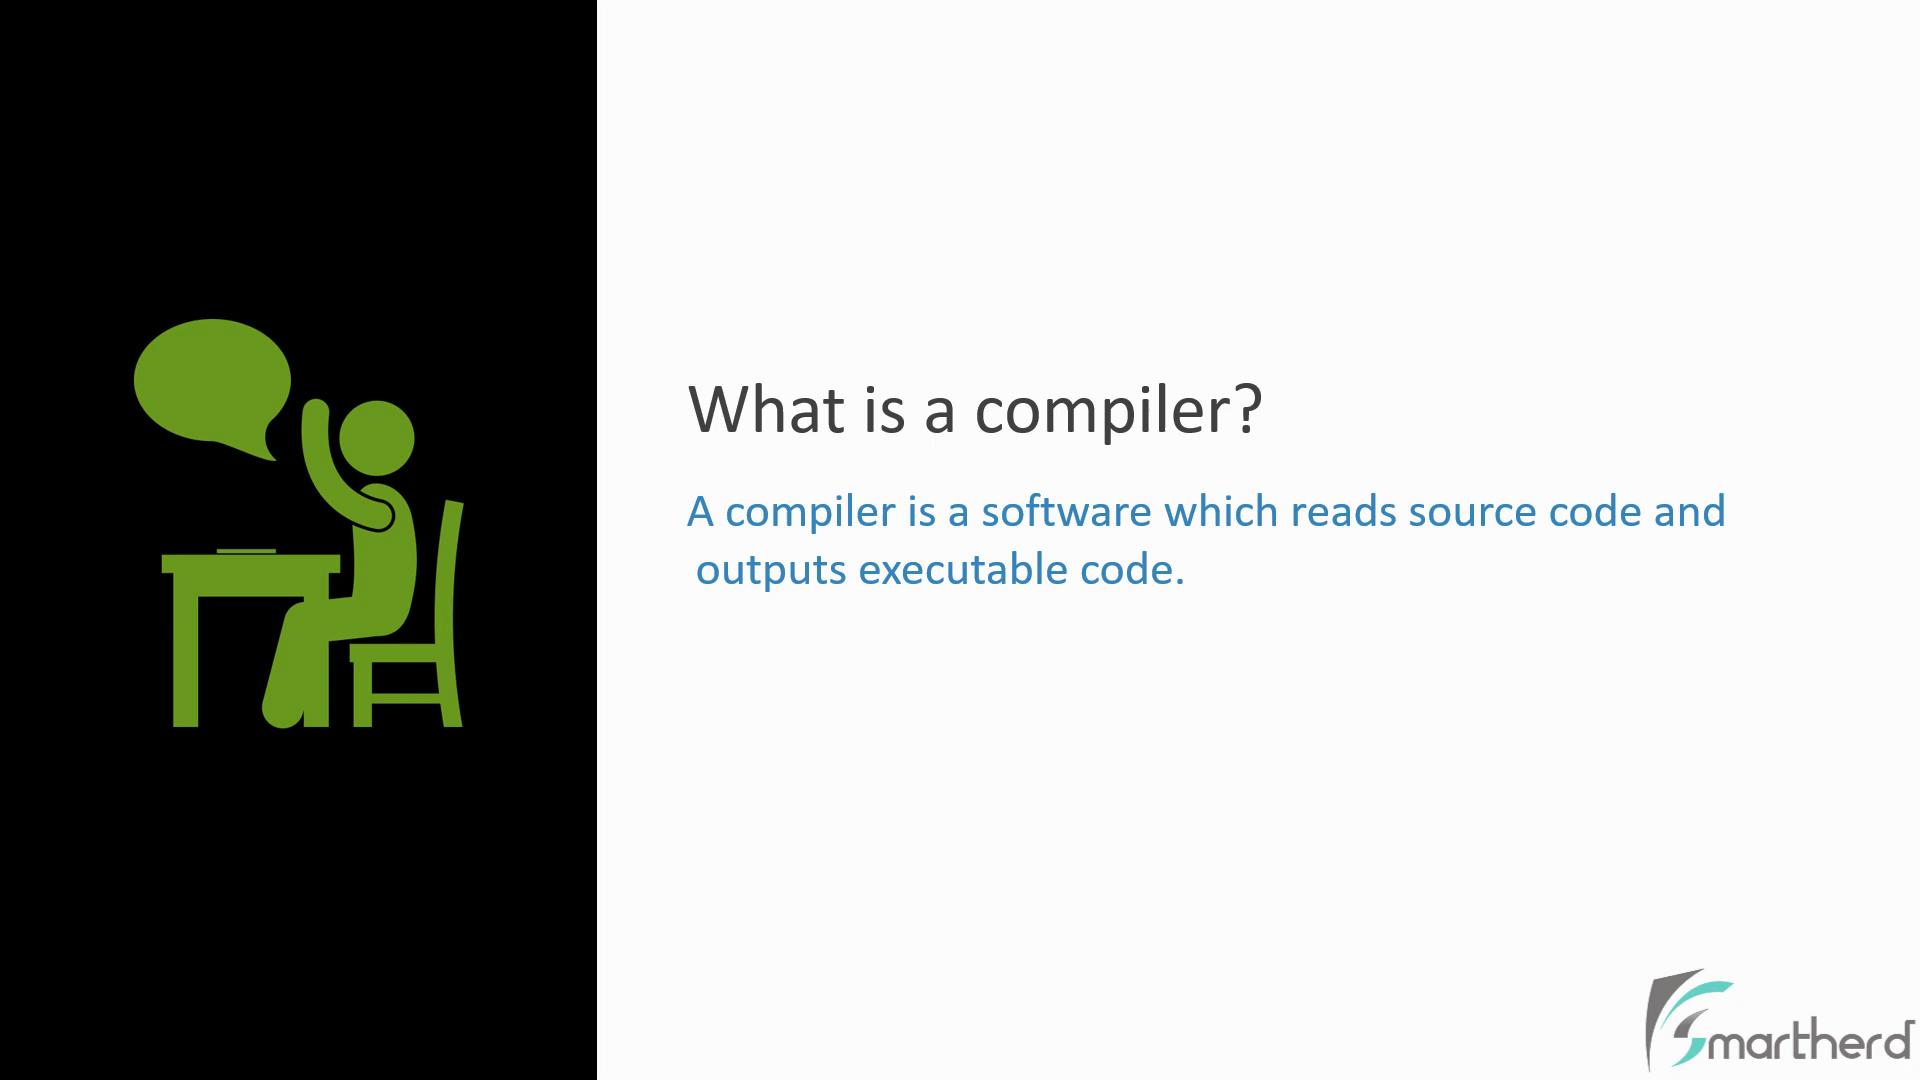 What is a compiler?
A compiler is a software which reads source code and
outputs executable code.
Smartherd